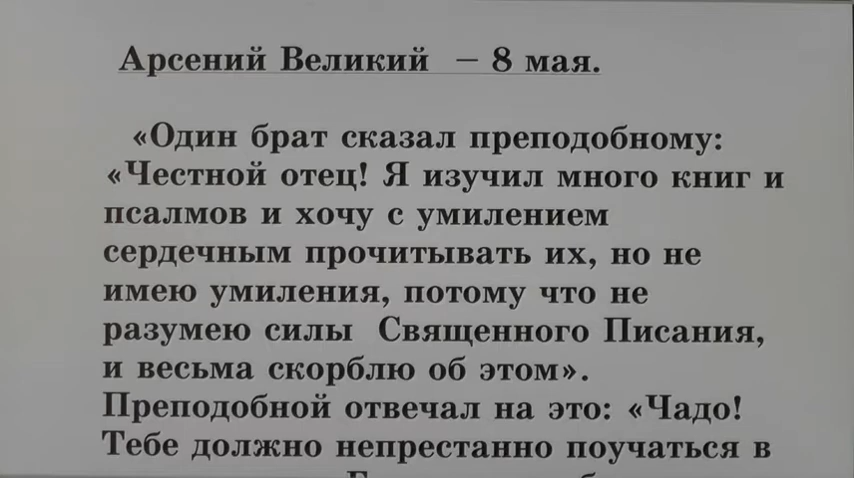 Арсений Великий – 8 мая.
«Один брат сказал преподобному:
«Честной отец! Я изучил много книг и
псалмов и хочу с умилением
сердечным прочитывать их, но не
имею умиления, потому что не
разумею силы Священного Писания,
и весьма скорблю об этом».
Преподобной отвечал на это: «Чадо!
Тебе должно непрестанно поучаться в